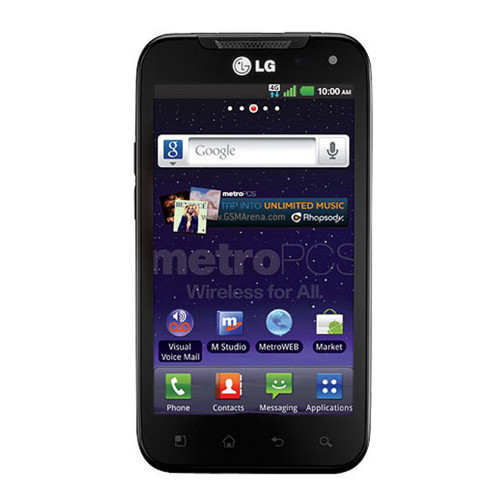 LG
4G
10:00 AM
g
Google
metroPCS
TAP INTO UNLIMITED MUSIC
www.GSMArena.com
Rhapsody
metroPCS
Wireless for All.
m
Visual
Voice Mail
M Studio
MetroWEB
Market
Phone
Contacts
Messaging
Applications